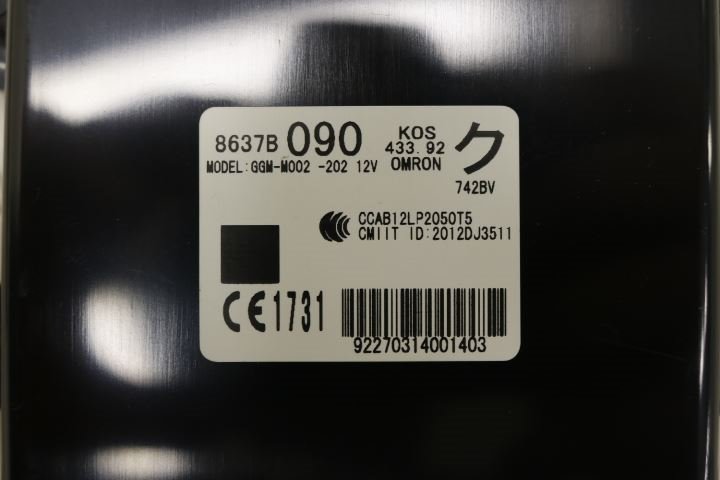 8637B 090 KOS ク
433.92
MODEL:GGM-M002 -202 12V OMRON
742BV
CCAB12LP2050T5
CMIIT ID:2012DJ3511
CE1731
92270314001403